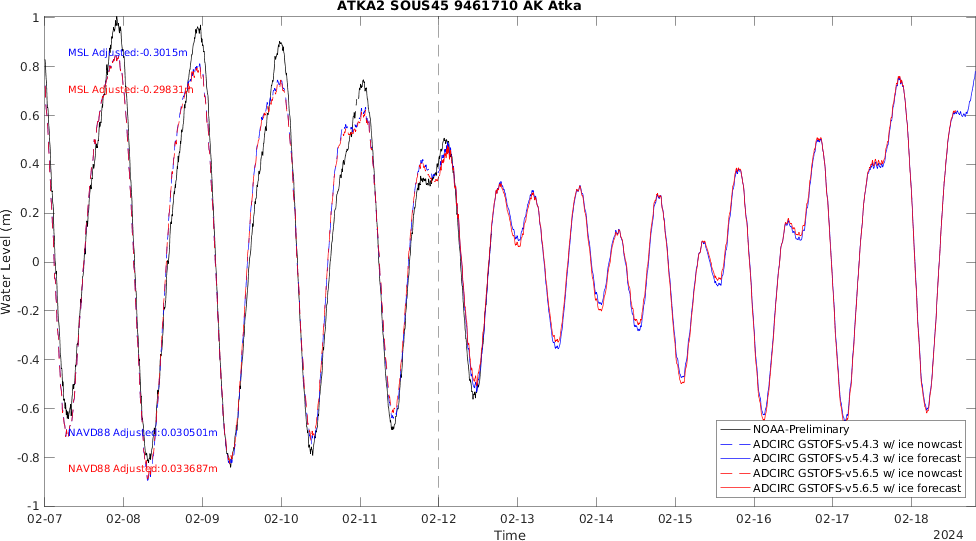 ATKA2 SOUS45 9461710 AK Atka
Water Level (m)
1
0.8
0.6
0.4
0.2
0
-0.2
-0.4
-0.6
-0.8
-1
MSL Adjusted:-0.3015m
MSL Adjusted:-0.29831m
NAVD88 Adjusted:0.030501m
NAVD88 Adjusted:0.033687m
NOAA-Preliminary
ADCIRC GSTOFS-v5.4.3 w/ ice nowcast
ADCIRC GSTOFS-v5.4.3 w/ ice forecast
ADCIRC GSTOFS-v5.6.5 w/ ice nowcast
ADCIRC GSTOFS-v5.6.5 w/ ice forecast
02-07 02-08 02-09 02-10 02-11 02-12 02-13 02-14 02-15 02-16 02-17 02-18
Time
2024